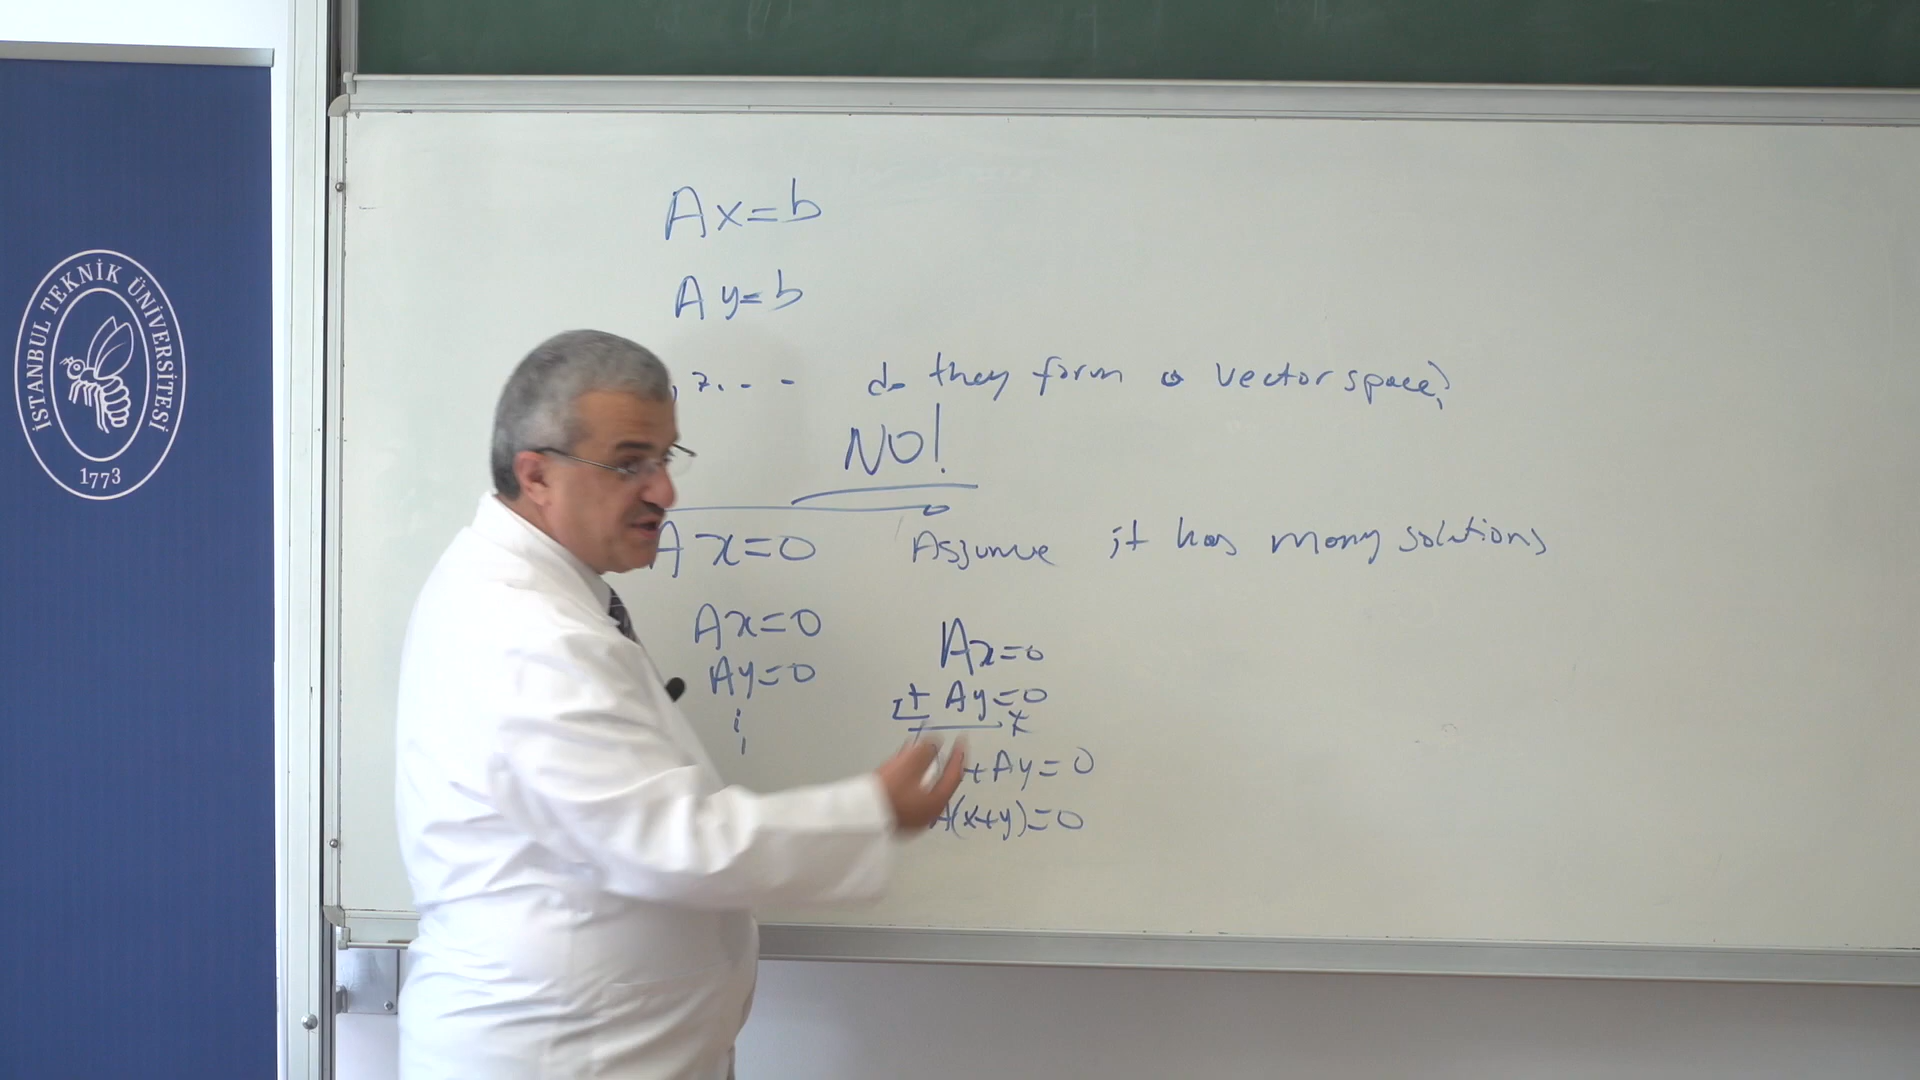 İSTANBUL TEKNİK ÜNİVERSİTESİ
1773
Ax=b
Ay=b
, z. - - do they form a vector space?
NO!
Ax=0 Assume it has many solutions
Ax=0
Ay=0
Ax=0
+ Ay=0
+Ay=0
A(x+y)=0